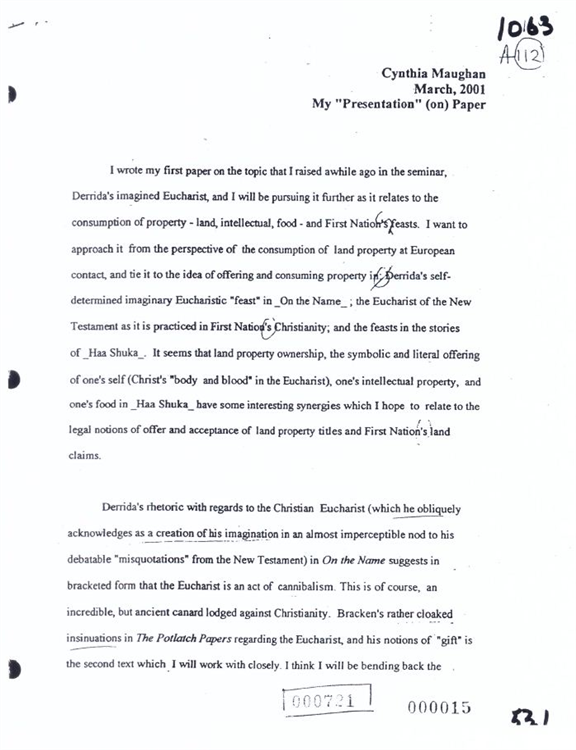 1063
A 112
Cynthia Maughan
March, 2001
My "Presentation" (on) Paper
I wrote my first paper on the topic that I raised awhile ago in the seminar,
Derrida's imagined Eucharist, and I will be pursuing it further as it relates to the
consumption of property - land, intellectual, food - and First Nation's feasts. I want to
approach it from the perspective of the consumption of land property at European
contact, and tie it to the idea of offering and consuming property in: Derrida's self-
determined imaginary Eucharistic "feast" in _On the Name_ ; the Eucharist of the New
Testament as it is practiced in First Nation's Christianity; and the feasts in the stories
of _Haa Shuka_. It seems that land property ownership, the symbolic and literal offering
of one's self (Christ's "body and blood" in the Eucharist), one's intellectual property, and
one's food in _Haa Shuka_ have some interesting synergies which I hope to relate to the
legal notions of offer and acceptance of land property titles and First Nation's land
claims.
Derrida's rhetoric with regards to the Christian Eucharist (which he obliquely
acknowledges as a creation of his imagination in an almost imperceptible nod to his
debatable "misquotations" from the New Testament) in On the Name suggests in
bracketed form that the Eucharist is an act of cannibalism. This is of course, an
incredible, but ancient canard lodged against Christianity. Bracken's rather cloaked
insinuations in The Potlatch Papers regarding the Eucharist, and his notions of "gift" is
the second text which I will work with closely. I think I will be bending back the
000721
000015